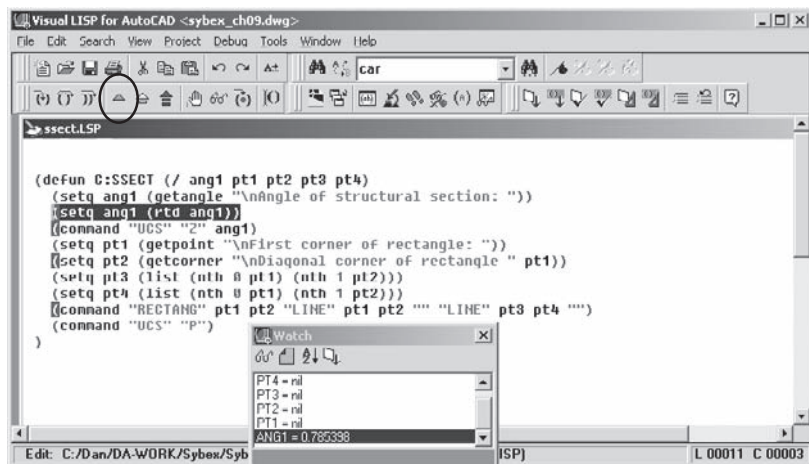 Visual LISP for AutoCAD <sybex_ch09.dwg>
File Edit Search View Project Debug Tools Window Help
car
ssect.LSP
(defun C:SSECT (/ ang1 pt1 pt2 pt3 pt4)
(setq ang1 (getangle "\nAngle of structural section: "))
(setq ang1 (rtd ang1))
(command "UCS" "Z" ang1)
(setq pt1 (getpoint "\nFirst corner of rectangle: "))
(setq pt2 (getcorner "\nDiagonal corner of rectangle " pt1))
(setq pt3 (list (nth 0 pt1) (nth 1 pt2)))
(setq pt4 (list (nth 0 pt1) (nth 1 pt2)))
(command "RECTANG" pt1 pt2 "LINE" pt1 pt2 "" "LINE" pt3 pt4 "")
(command "UCS" "P")
)
Watch
PT4 = nil
PT3 = nil
PT2 = nil
PT1 = nil
ANG1 = 0.785398
Edit: C:/Dan/DA-WORK/Sybex/Syb ISP) L 00011 C 00003